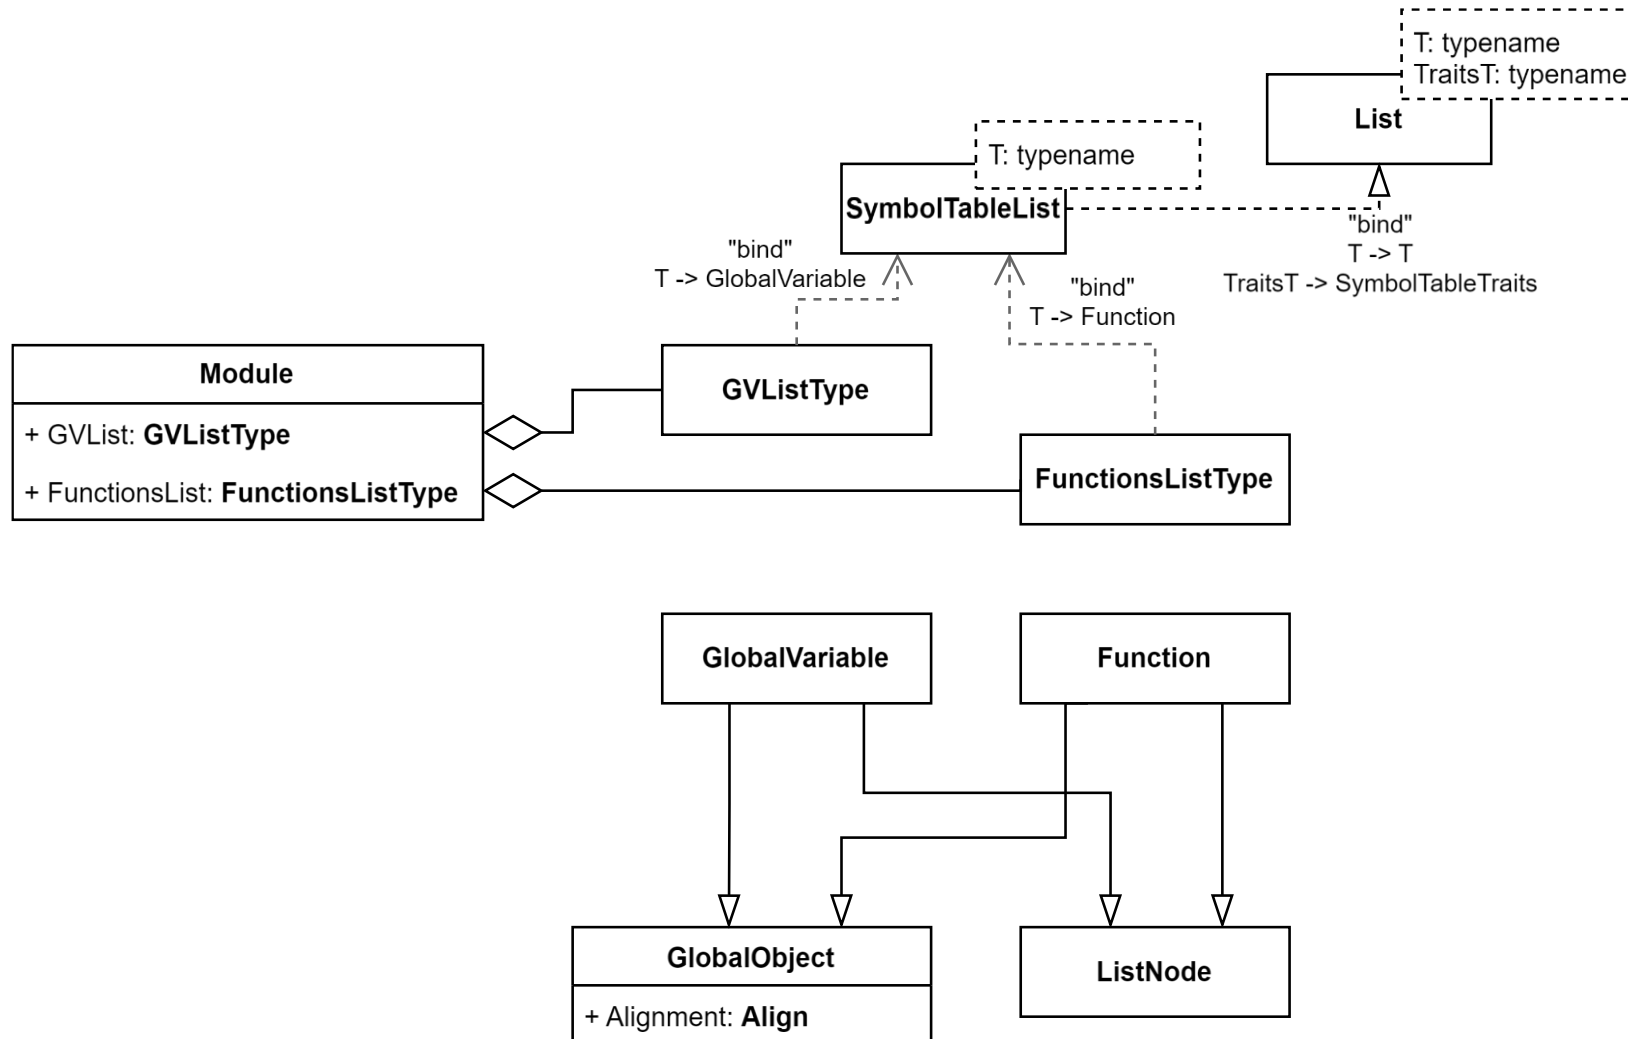 T: typename
TraitsT: typename
List
T: typename
SymbolTableList
"bind"
T -> T
TraitsT -> SymbolTableTraits
"bind"
T -> GlobalVariable
"bind"
T -> Function
Module
+ GVList: GVListType
+ FunctionsList: FunctionsListType
GVListType
FunctionsListType
GlobalVariable
Function
GlobalObject
+ Alignment: Align
ListNode